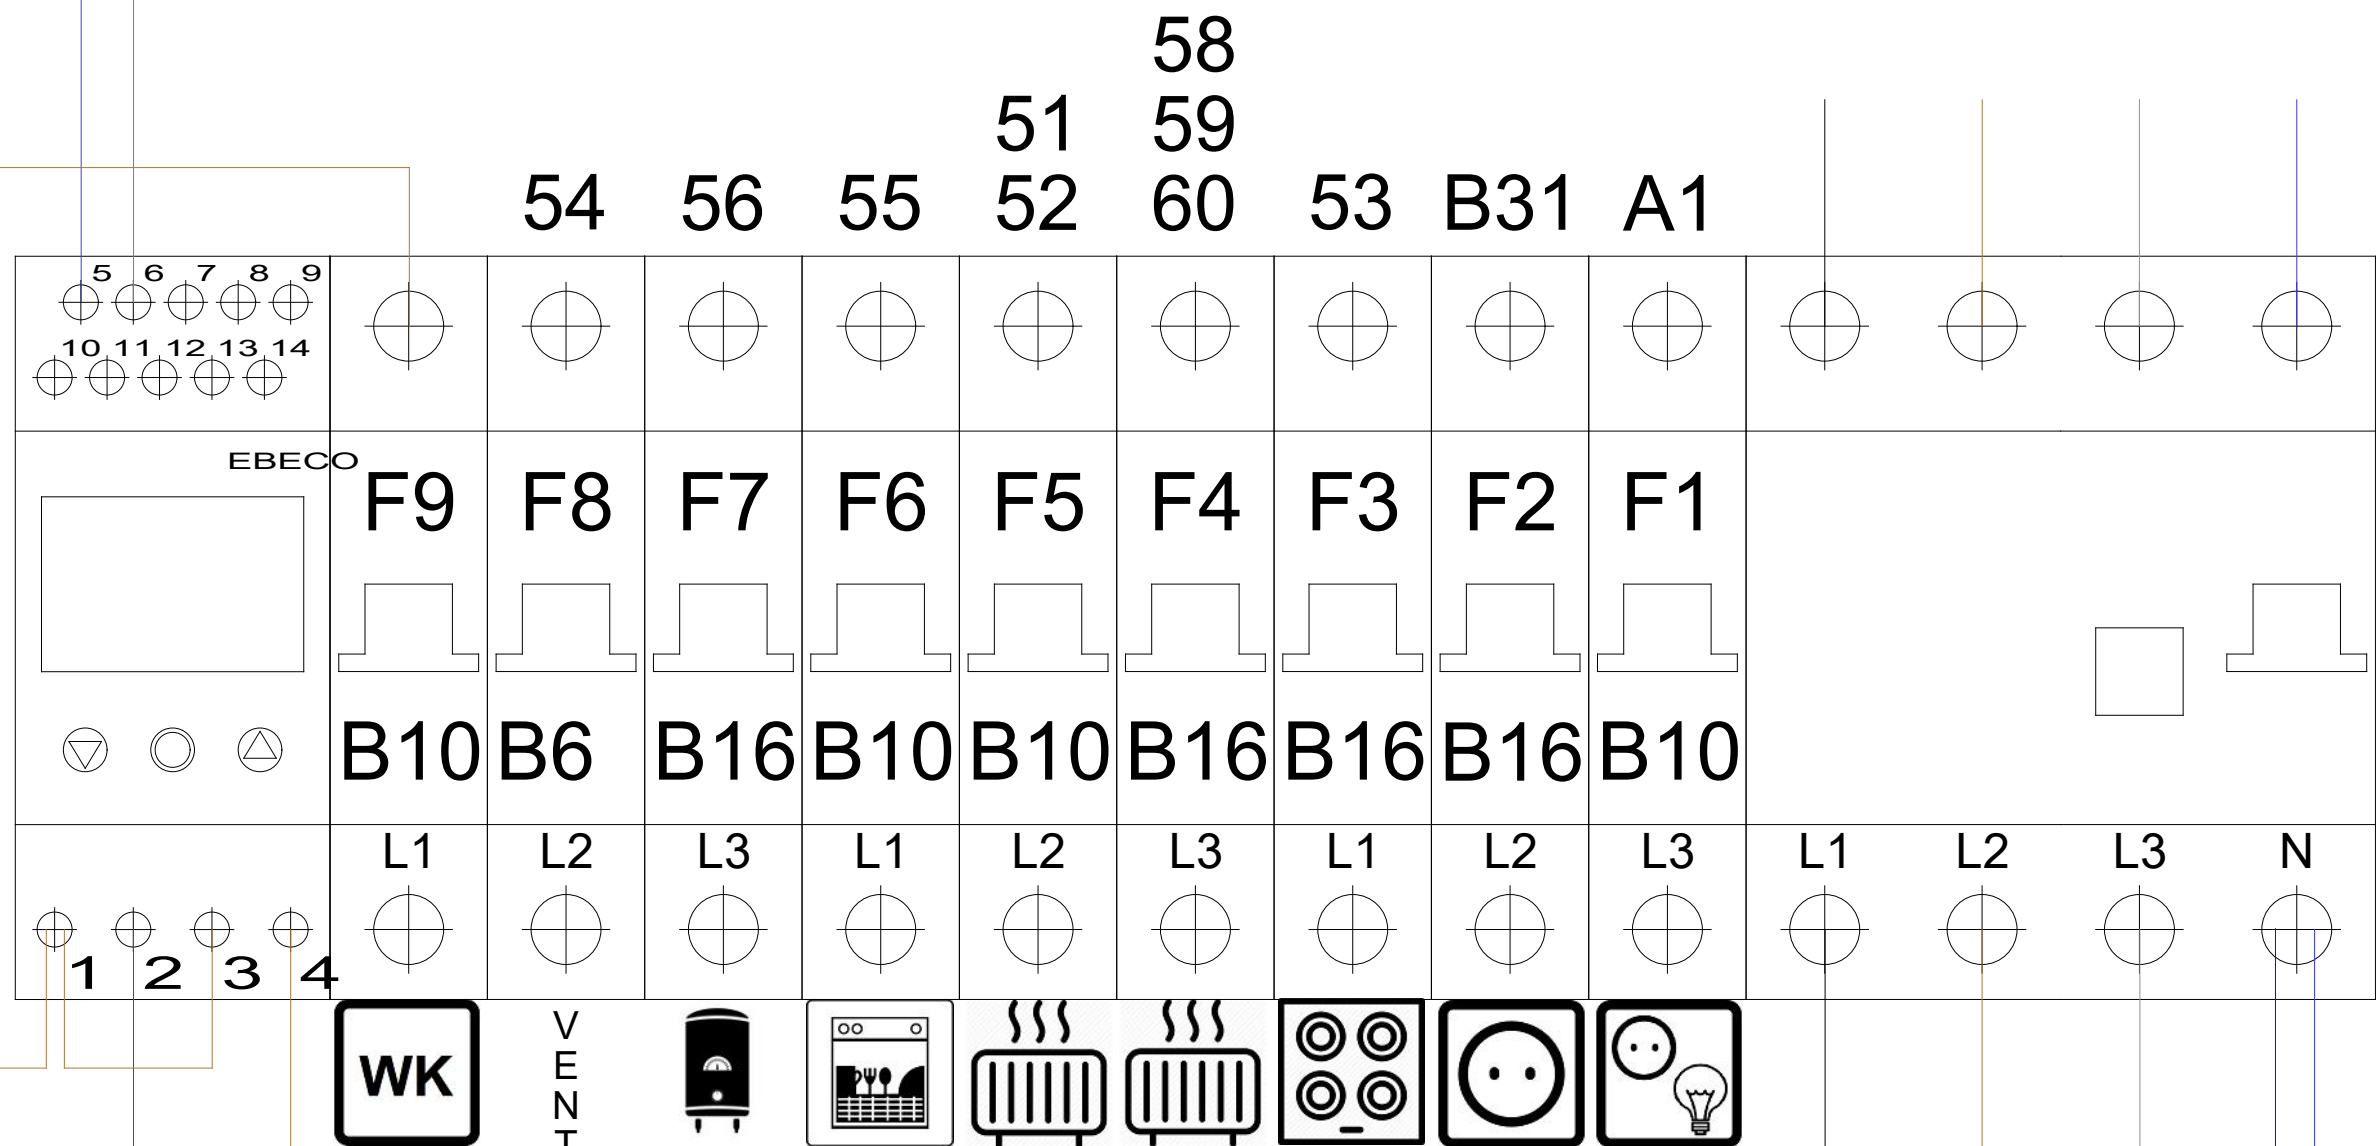 58
51 59
54 56 55 52 60 53 B31 A1
5 6 7 8 9
10 11 12 13 14
EBECO
F9 F8 F7 F6 F5 F4 F3 F2 F1
B10 B6 B16 B10 B10 B16 B16 B16 B10
L1 L2 L3 L1 L2 L3 L1 L2 L3 L1 L2 L3 N
1 2 3 4
WK
V
E
N
T